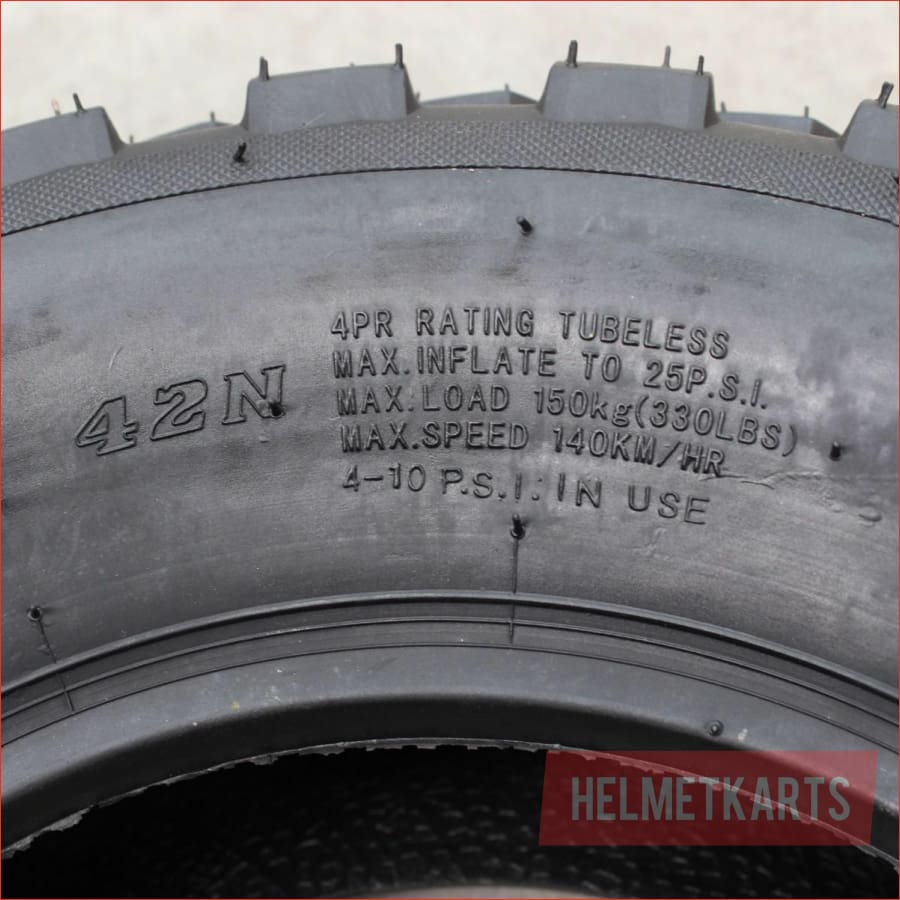 42N
4PR RATING TUBELESS
MAX.INFLATE TO 25P.S.I.
MAX.LOAD 150kg(330LBS)
MAX.SPEED 140KM/HR
4-10 P.S.I. IN USE
HELMETKARTS